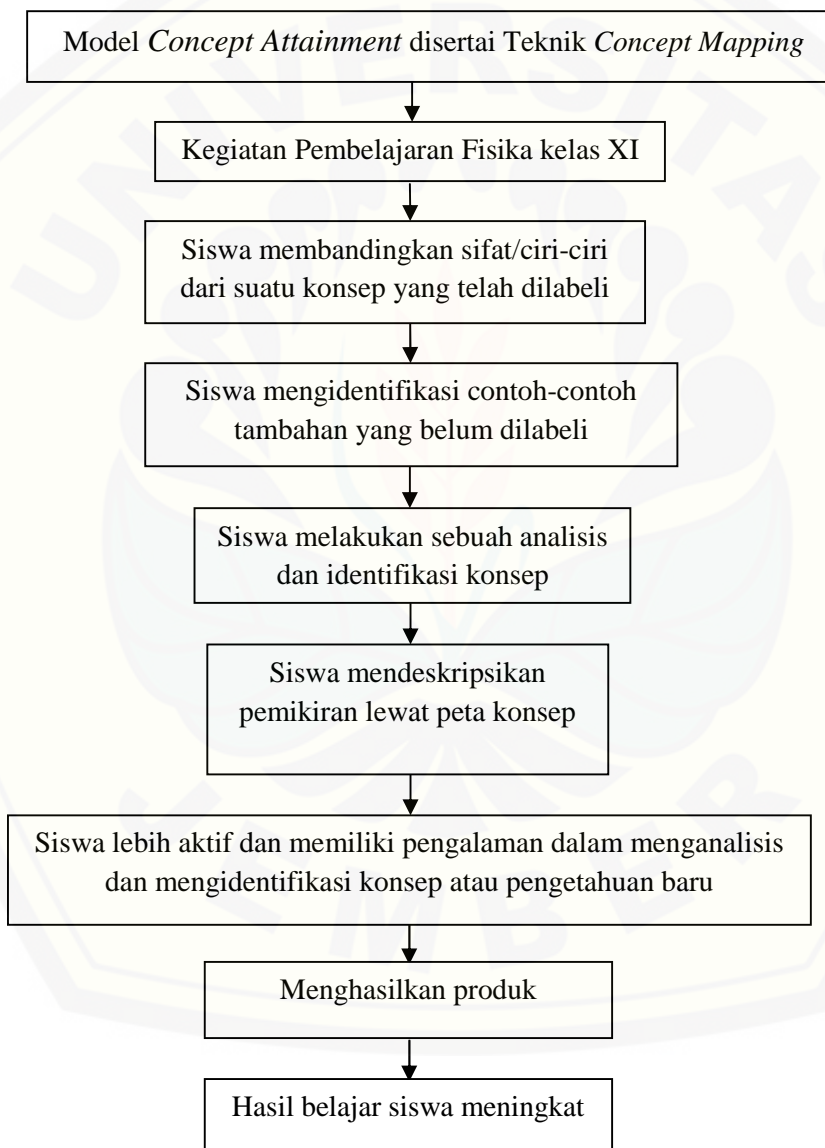 Model Concept Attainment disertai Teknik Concept Mapping
Kegiatan Pembelajaran Fisika kelas XI
Siswa membandingkan sifat/ciri-ciri
dari suatu konsep yang telah dilabeli
Siswa mengidentifikasi contoh-contoh
tambahan yang belum dilabeli
Siswa melakukan sebuah analisis
dan identifikasi konsep
Siswa mendeskripsikan
pemikiran lewat peta konsep
Siswa lebih aktif dan memiliki pengalaman dalam menganalisis
dan mengidentifikasi konsep atau pengetahuan baru
Menghasilkan produk
Hasil belajar siswa meningkat
UNIVERSITAS
JEMBER